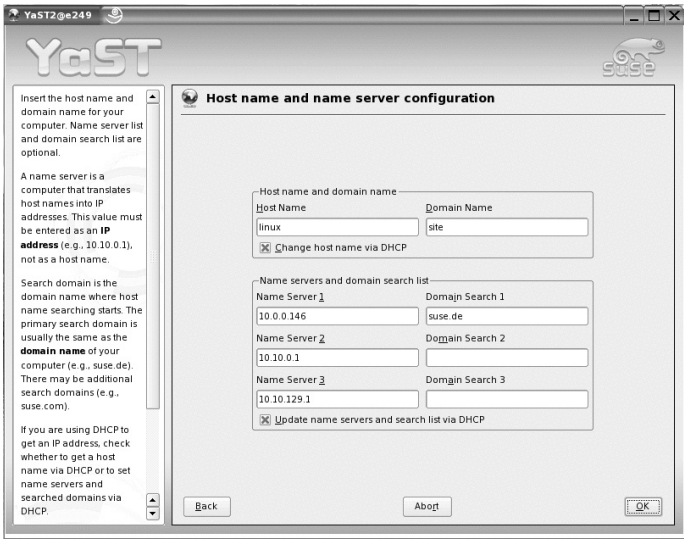 YaST2@e249
YaST
suse
Insert the host name and
domain name for your
computer. Name server list
and domain search list are
optional.
A name server is a
computer that translates
host names into IP
addresses. This value must
be entered as an IP
address (e.g., 10.10.0.1),
not as a host name.
Search domain is the
domain name where host
name searching starts. The
primary search domain is
usually the same as the
domain name of your
computer (e.g., suse.de).
There may be additional
search domains (e.g.,
suse.com).
If you are using DHCP to
get an IP address, check
whether to get a host
name via DHCP or to set
name servers and
searched domains via
DHCP.
Host name and name server configuration
Host name and domain name
Host Name Domain Name
linux site
Change host name via DHCP
Name servers and domain search list
Name Server 1 Domain Search 1
10.0.0.146 suse.de
Name Server 2 Domain Search 2
10.10.0.1
Name Server 3 Domain Search 3
10.10.129.1
Update name servers and search list via DHCP
Back Abort OK